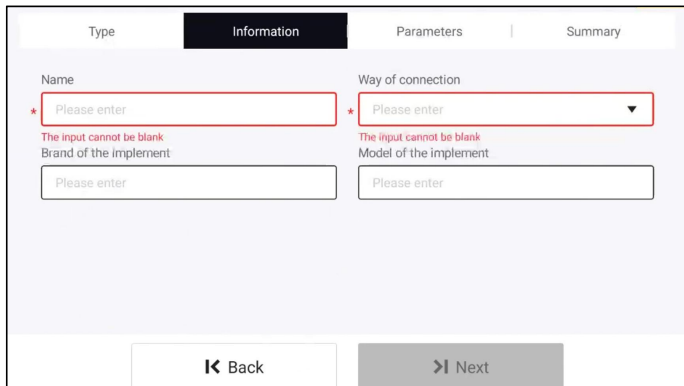 Type Information Parameters Summary
Name Way of connection
* Please enter * Please enter
The input cannot be blank The input cannot be blank
Brand of the implement Model of the implement
Please enter Please enter
Back Next